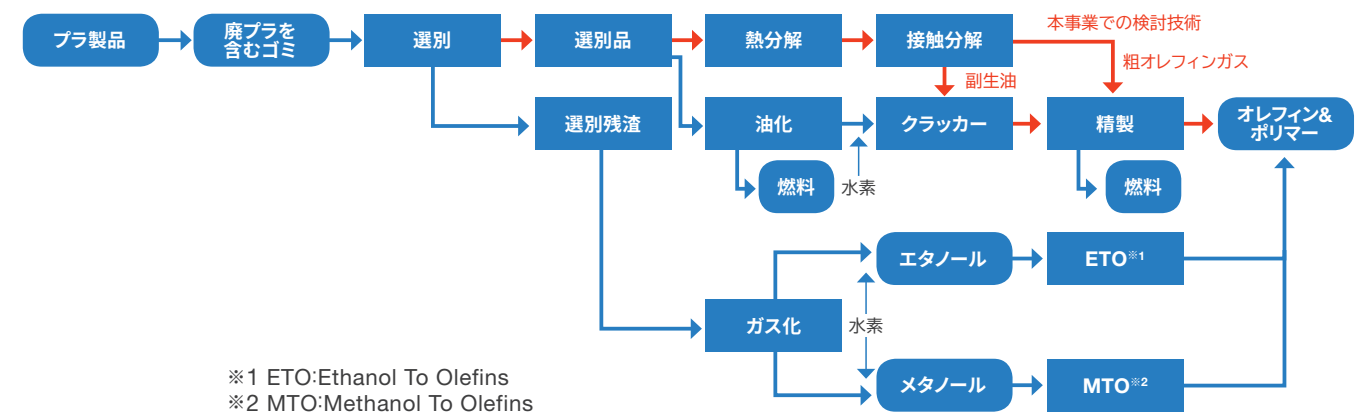 プラ製品
廃プラを
含むゴミ
選別
選別品
熱分解
接触分解
本事業での検討技術
粗オレフィンガス
副生油
選別残渣
油化
クラッカー
精製
オレフィン&
ポリマー
燃料
水素
燃料
エタノール
ETO※1
ガス化
水素
メタノール
MTO※2
※1 ETO:Ethanol To Olefins
※2 MTO:Methanol To Olefins